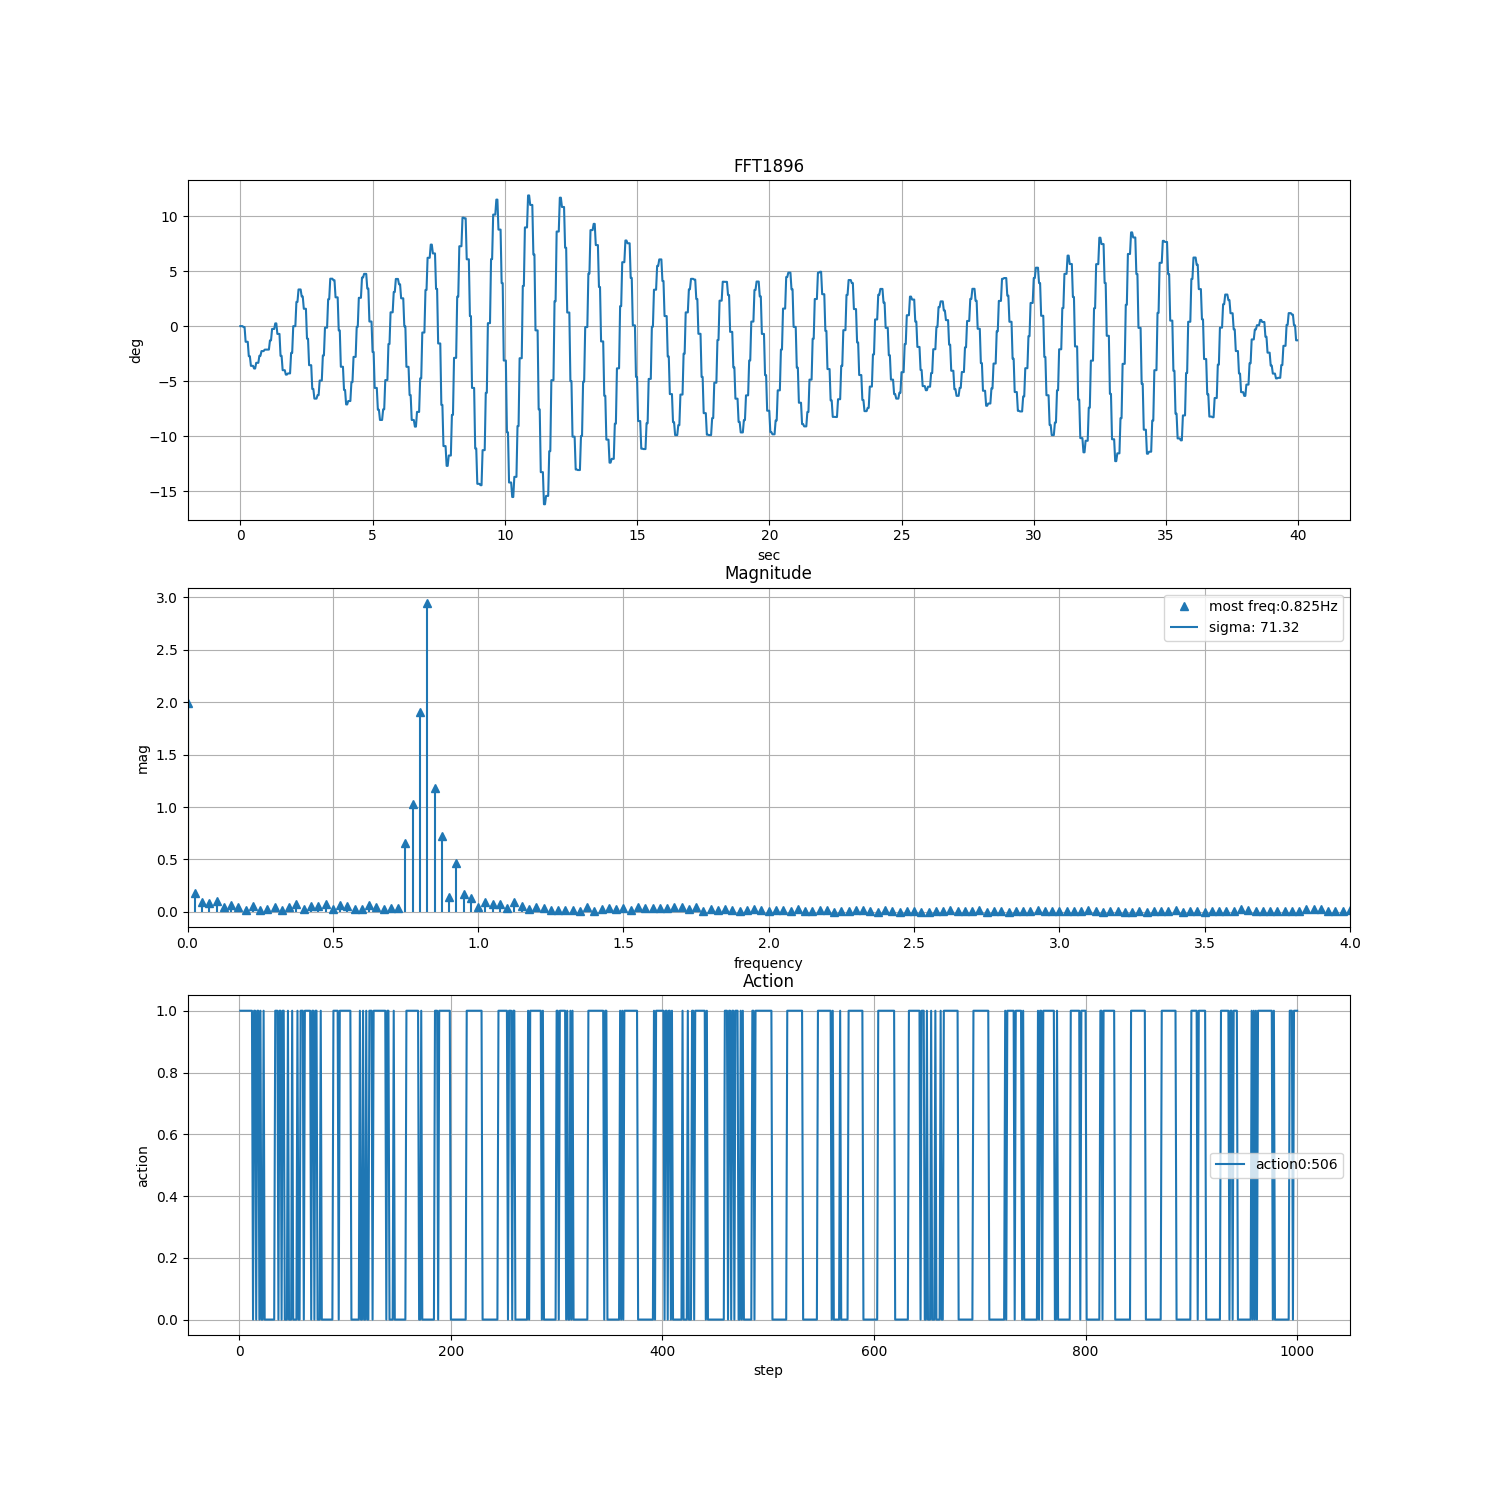 FFT1896
10
5
0
−5
−10
−15
deg
0 5 10 15 20 25 30 35 40
sec
Magnitude
3.0
2.5
2.0
1.5
1.0
0.5
0.0
mag
most freq:0.825Hz
sigma: 71.32
0.0 0.5 1.0 1.5 2.0 2.5 3.0 3.5 4.0
frequency
Action
1.0
0.8
0.6
0.4
0.2
0.0
action
action0:506
0 200 400 600 800 1000
step